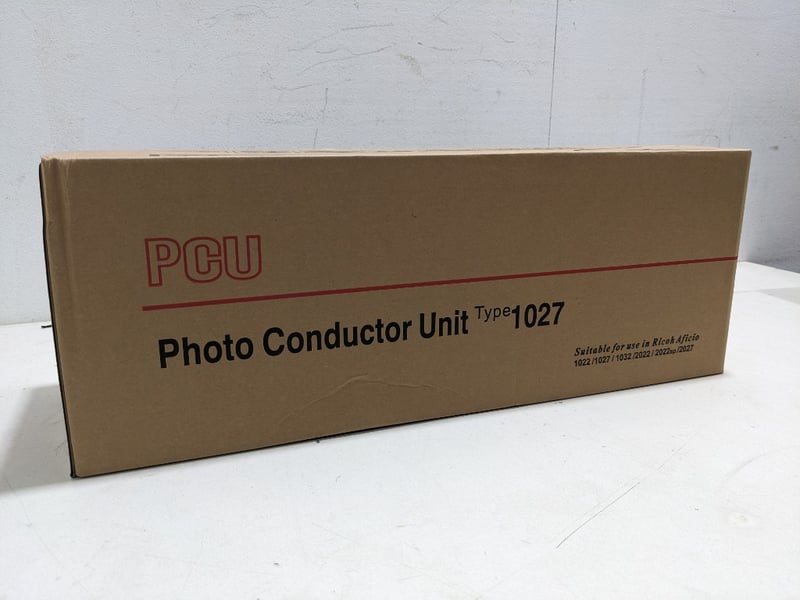 PCU
Photo Conductor Unit Type 1027
Suitable for use in Ricoh Aficio
1022/1027/1032/2022/2022SP/2027